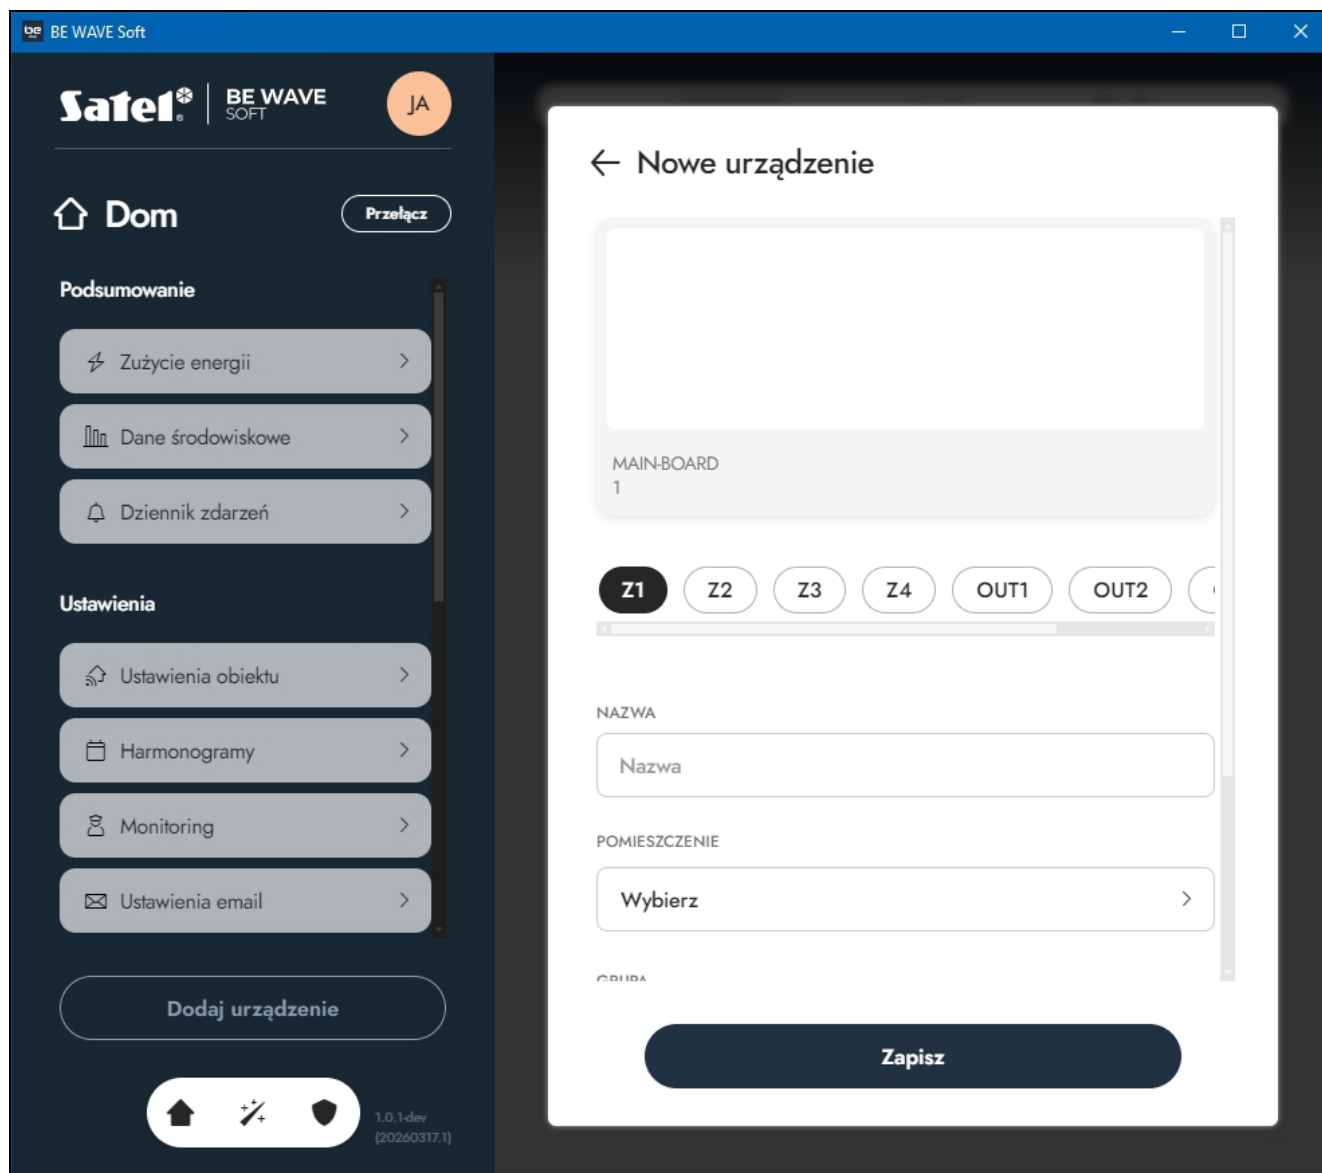 be BE WAVE Soft
Satel® BE WAVE SOFT JA
Dom Przełącz
Podsumowanie
Zużycie energii
Dane środowiskowe
Dziennik zdarzeń
Ustawienia
Ustawienia obiektu
Harmonogramy
Monitoring
Ustawienia email
Dodaj urządzenie
1.0.1-dev
(20260317.1)
Nowe urządzenie
MAIN-BOARD
1
Z1 Z2 Z3 Z4 OUT1 OUT2
NAZWA
Nazwa
POMIESZCZENIE
Wybierz
GRUPA
Zapisz